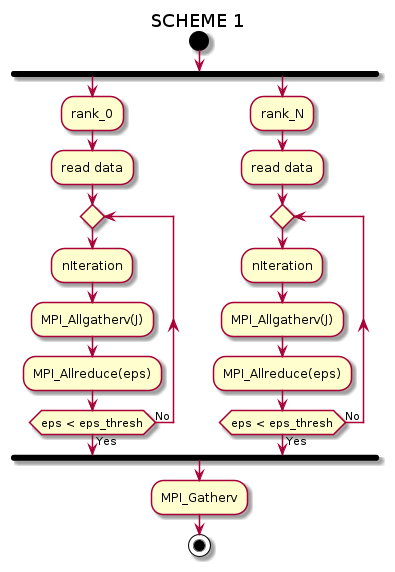 SCHEME 1
rank_0
rank_N
read data
read data
nIteration
nIteration
MPI_Allgatherv(J)
MPI_Allgatherv(J)
MPI_Allreduce(eps)
MPI_Allreduce(eps)
eps < eps_thresh
No
Yes
eps < eps_thresh
No
Yes
MPI_Gatherv